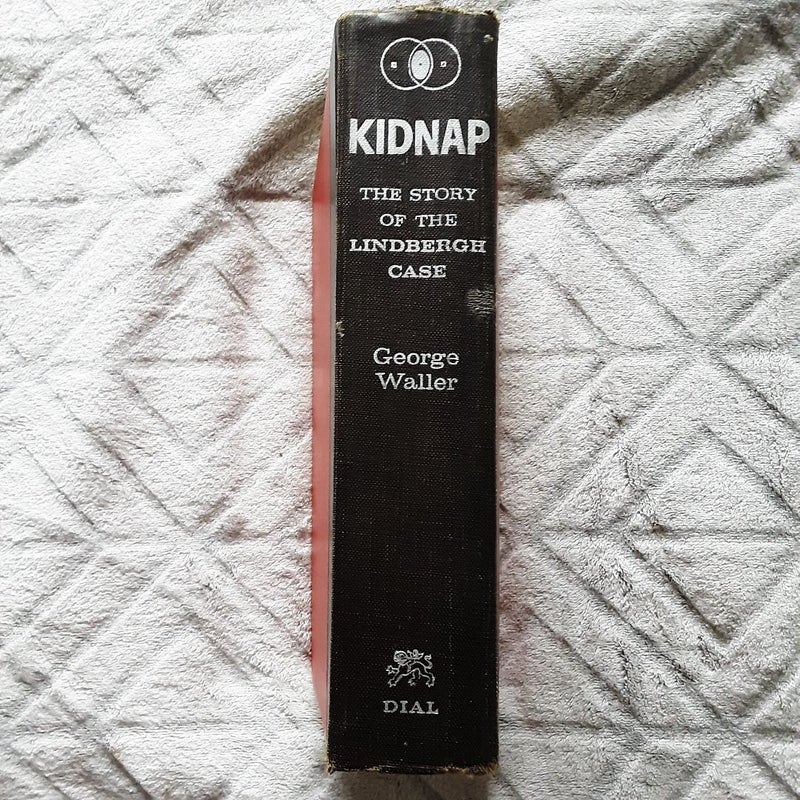 KIDNAP
THE STORY
OF THE
LINDBERGH
CASE
George
Waller
DIAL